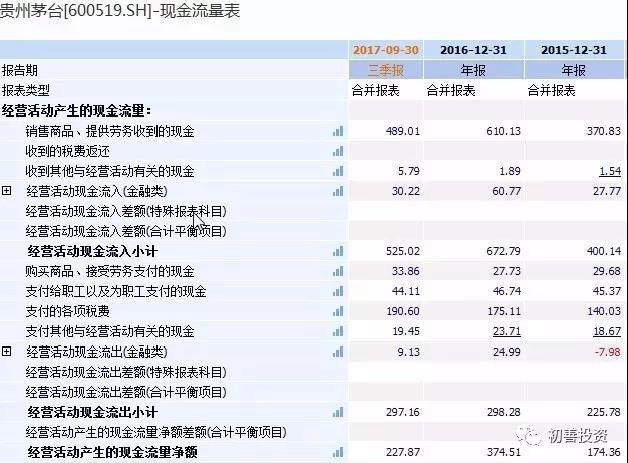 贵州茅台[600519.SH]-现金流量表
2017-09-30 2016-12-31 2015-12-31
报告期 三季报 年报 年报
报表类型 合并报表 合并报表 合并报表
经营活动产生的现金流量：
销售商品、提供劳务收到的现金 489.01 610.13 370.83
收到的税费返还
收到其他与经营活动有关的现金 5.79 1.89 1.54
经营活动现金流入(金融类) 30.22 60.77 27.77
经营活动现金流入差额(特殊报表科目)
经营活动现金流入差额(合计平衡项目)
经营活动现金流入小计 525.02 672.79 400.14
购买商品、接受劳务支付的现金 33.86 27.73 29.68
支付给职工以及为职工支付的现金 44.11 46.74 45.37
支付的各项税费 190.60 175.11 140.03
支付其他与经营活动有关的现金 19.45 23.71 18.67
经营活动现金流出(金融类) 9.13 24.99 -7.98
经营活动现金流出差额(特殊报表科目)
经营活动现金流出差额(合计平衡项目)
经营活动现金流出小计 297.16 298.28 225.78
经营活动产生的现金流量净额差额(合计平衡项目)
经营活动产生的现金流量净额 227.87 374.51 174.36
初善投资